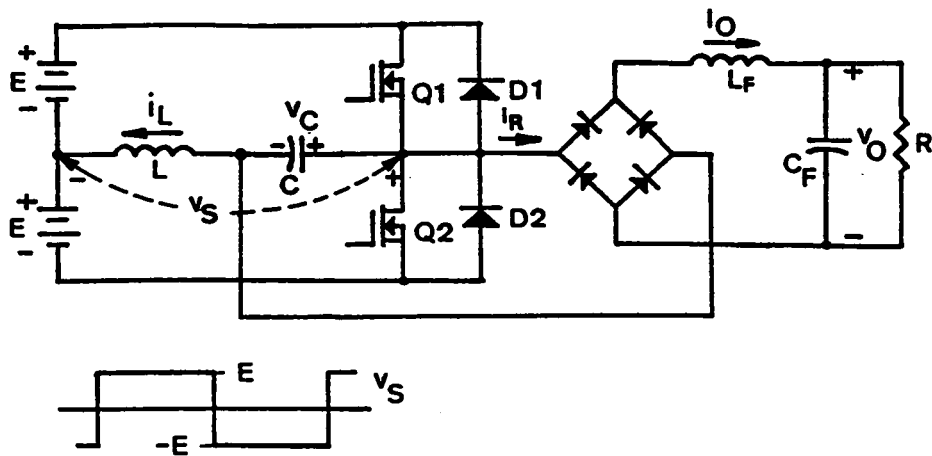 I_O
+
E
-
i_L
v_C
- +
L
C
Q1
D1
i_R
L_F
+
v_O
C_F
R
-
- v_S +
+
E
-
Q2
D2
E
v_S
-E